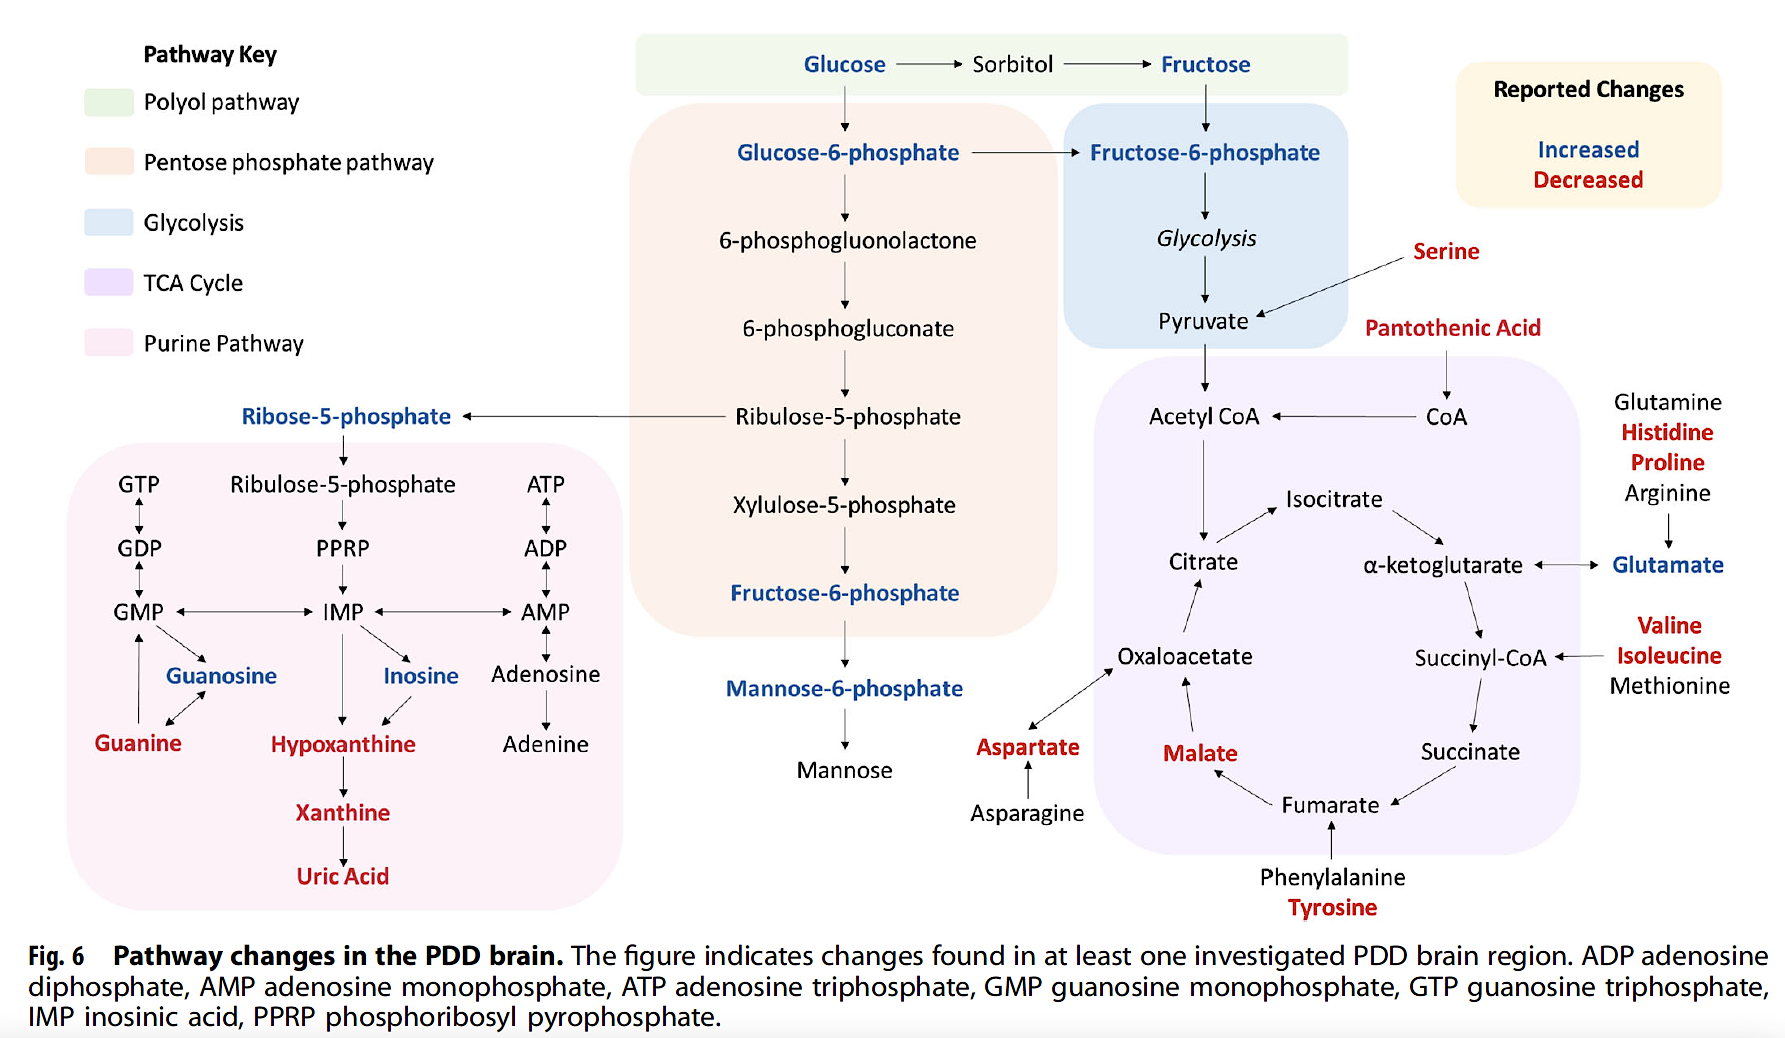 Pathway Key
Polyol pathway
Pentose phosphate pathway
Glycolysis
TCA Cycle
Purine Pathway
Glucose
Sorbitol
Fructose
Reported Changes
Increased
Decreased
Glucose-6-phosphate
Fructose-6-phosphate
6-phosphogluonolactone
Glycolysis
Serine
6-phosphogluconate
Pyruvate
Pantothenic Acid
Ribose-5-phosphate
Ribulose-5-phosphate
Acetyl CoA
CoA
Glutamine
Histidine
Proline
Arginine
GTP
Ribulose-5-phosphate
ATP
Xylulose-5-phosphate
Isocitrate
GDP
PPRP
ADP
Citrate
α-ketoglutarate
Glutamate
Fructose-6-phosphate
GMP
IMP
AMP
Valine
Isoleucine
Methionine
Oxaloacetate
Succinyl-CoA
Guanosine
Inosine
Adenosine
Mannose-6-phosphate
Guanine
Hypoxanthine
Adenine
Aspartate
Malate
Succinate
Mannose
Asparagine
Fumarate
Xanthine
Uric Acid
Phenylalanine
Tyrosine
Fig. 6 Pathway changes in the PDD brain. The figure indicates changes found in at least one investigated PDD brain region. ADP adenosine
diphosphate, AMP adenosine monophosphate, ATP adenosine triphosphate, GMP guanosine monophosphate, GTP guanosine triphosphate,
IMP inosinic acid, PPRP phosphoribosyl pyrophosphate.